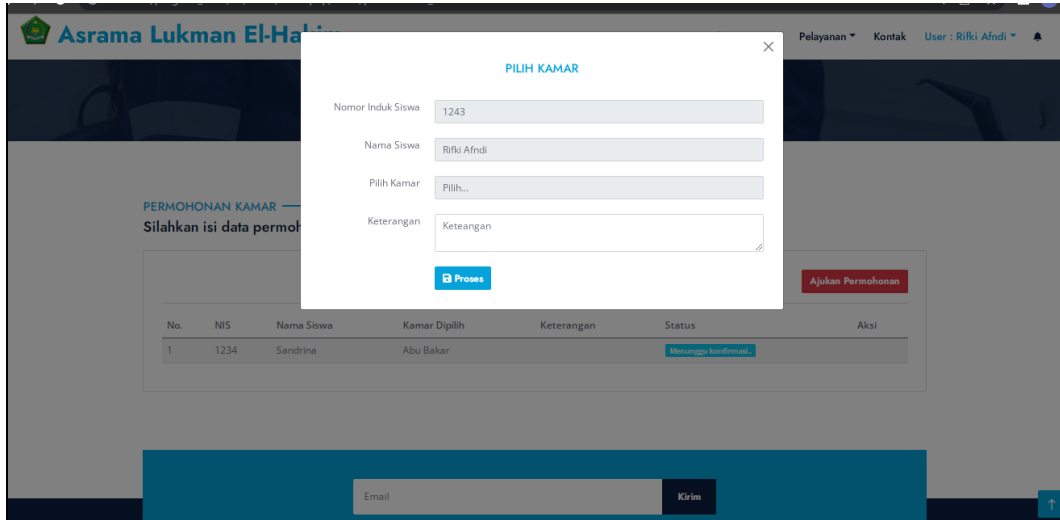 Asrama Lukman El-Hakim
Pelayanan Kontak User : Rifki Afndi
PILIH KAMAR
Nomor Induk Siswa 1243
Nama Siswa Rifki Afndi
Pilih Kamar Pilih...
Keterangan Keteangan
Proses
PERMOHONAN KAMAR
Silahkan isi data
Ajukan Permohonan
No. NIS Nama Siswa Kamar Dipilih Keterangan Status Aksi
1 1234 Sandrina Abu Bakar Menunggu konfirmasi..
Email Kirim